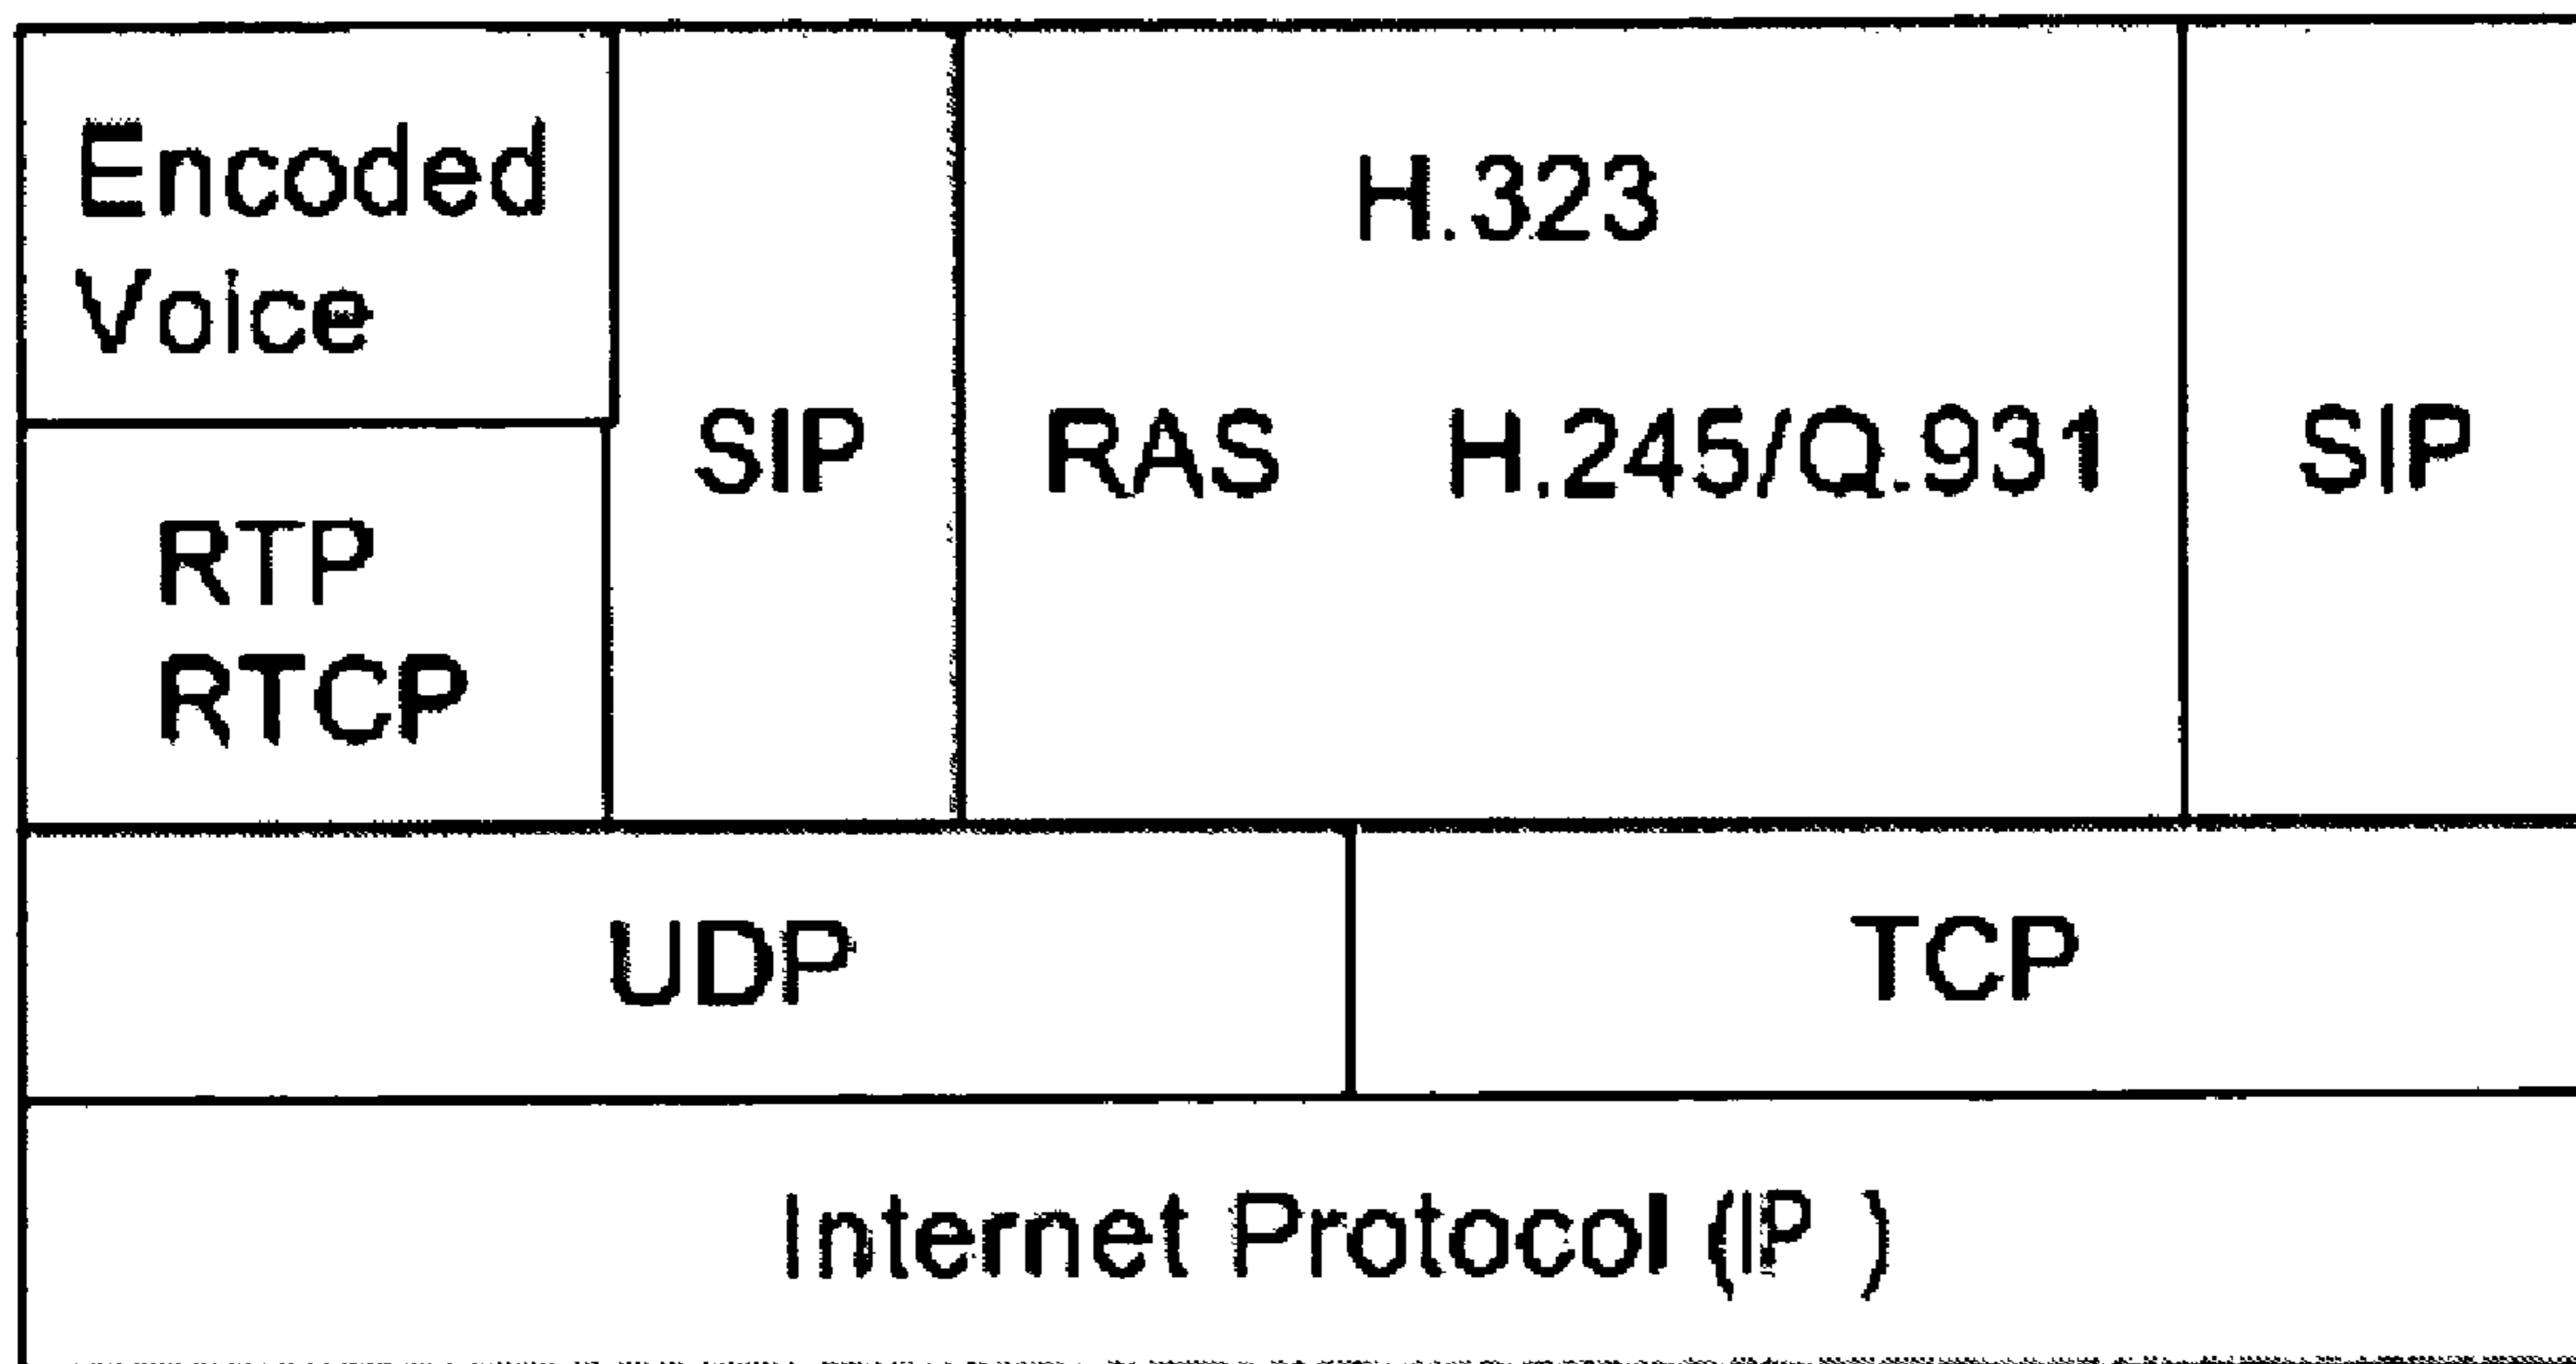 Encoded
Voice
RTP
RTCP
SIP
H.323
RAS H.245/Q.931
SIP
UDP TCP
Internet Protocol (IP )